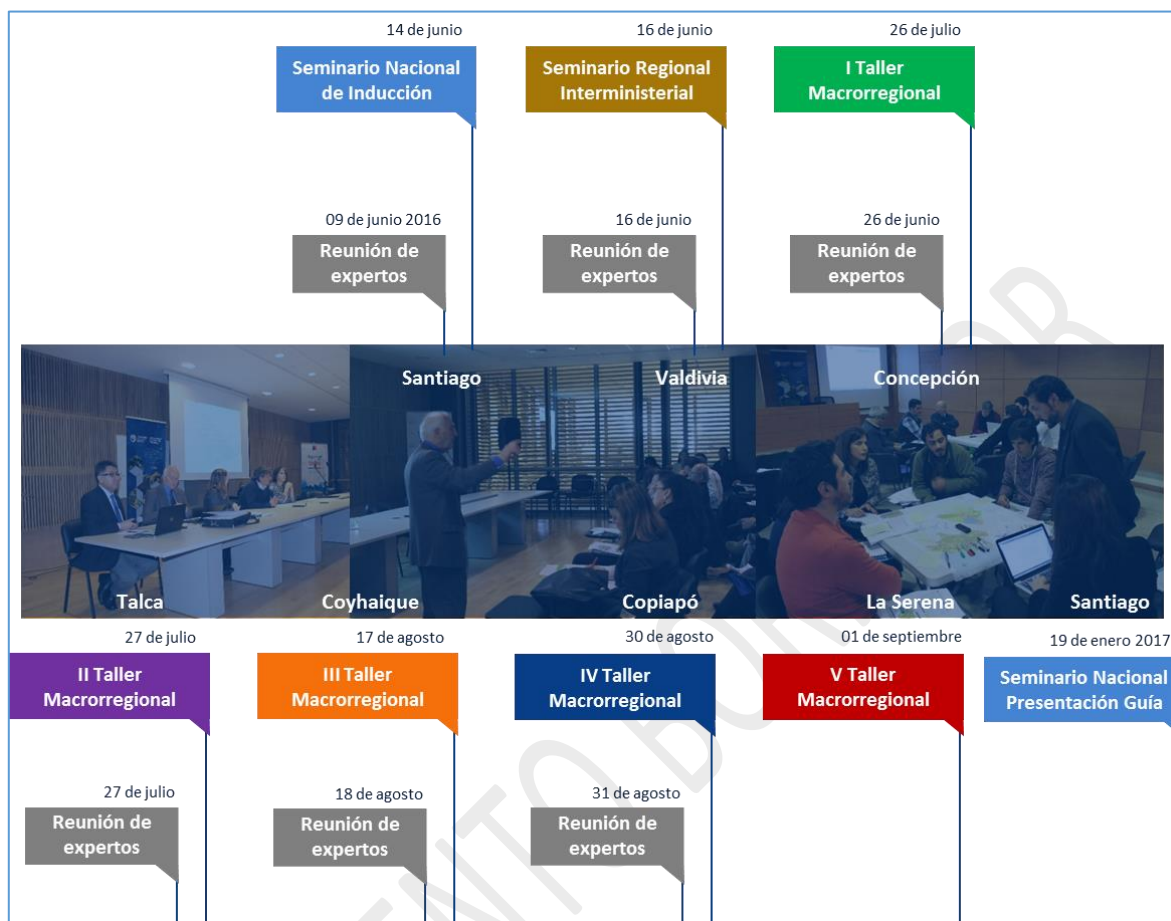 14 de junio
Seminario Nacional
de Inducción
16 de junio
Seminario Regional
Interministerial
26 de julio
I Taller
Macrorregional
09 de junio 2016
Reunión de
expertos
16 de junio
Reunión de
expertos
26 de junio
Reunión de
expertos
Santiago
Valdivia
Concepción
Talca
Coyhaique
Copiapó
La Serena
Santiago
27 de julio
II Taller
Macrorregional
17 de agosto
III Taller
Macrorregional
30 de agosto
IV Taller
Macrorregional
01 de septiembre
V Taller
Macrorregional
19 de enero 2017
Seminario Nacional
Presentación Guía
27 de julio
Reunión de
expertos
18 de agosto
Reunión de
expertos
31 de agosto
Reunión de
expertos